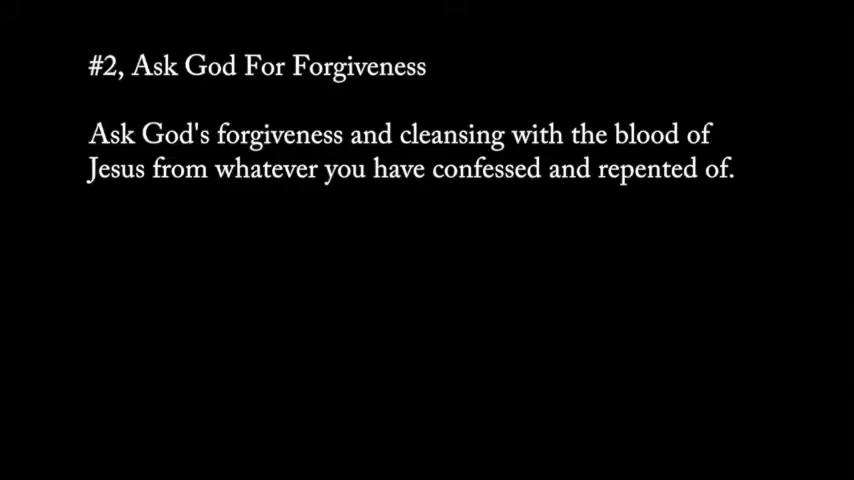 #2, Ask God For Forgiveness
Ask God's forgiveness and cleansing with the blood of
Jesus from whatever you have confessed and repented of.